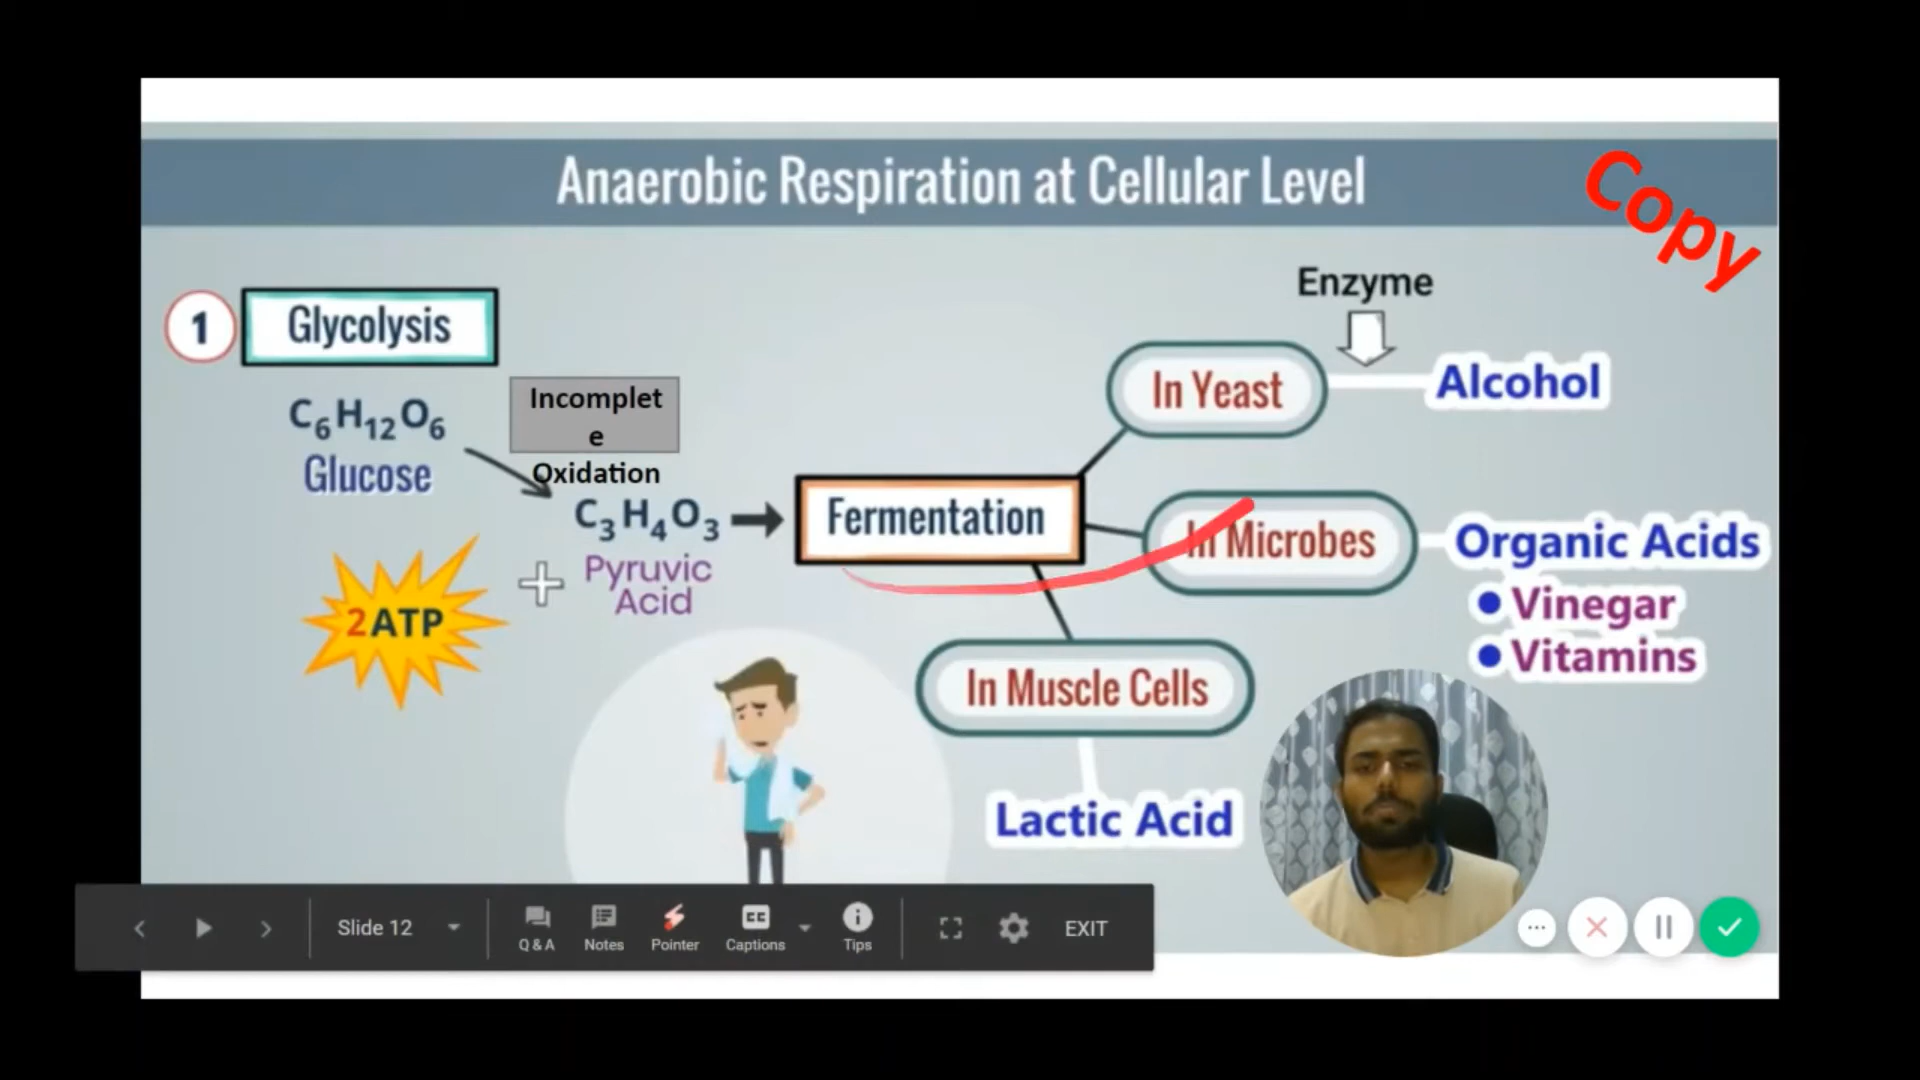 Anaerobic Respiration at Cellular Level
Copy
1
Glycolysis
C6H12O6
Glucose
Incomplet
e
Oxidation
C3H4O3
Pyruvic
Acid
2ATP
+
Fermentation
Enzyme
In Yeast
Alcohol
In Microbes
Organic Acids
● Vinegar
● Vitamins
In Muscle Cells
Lactic Acid
Slide 12
Q & A
Notes
Pointer
CC
Captions
Tips
EXIT